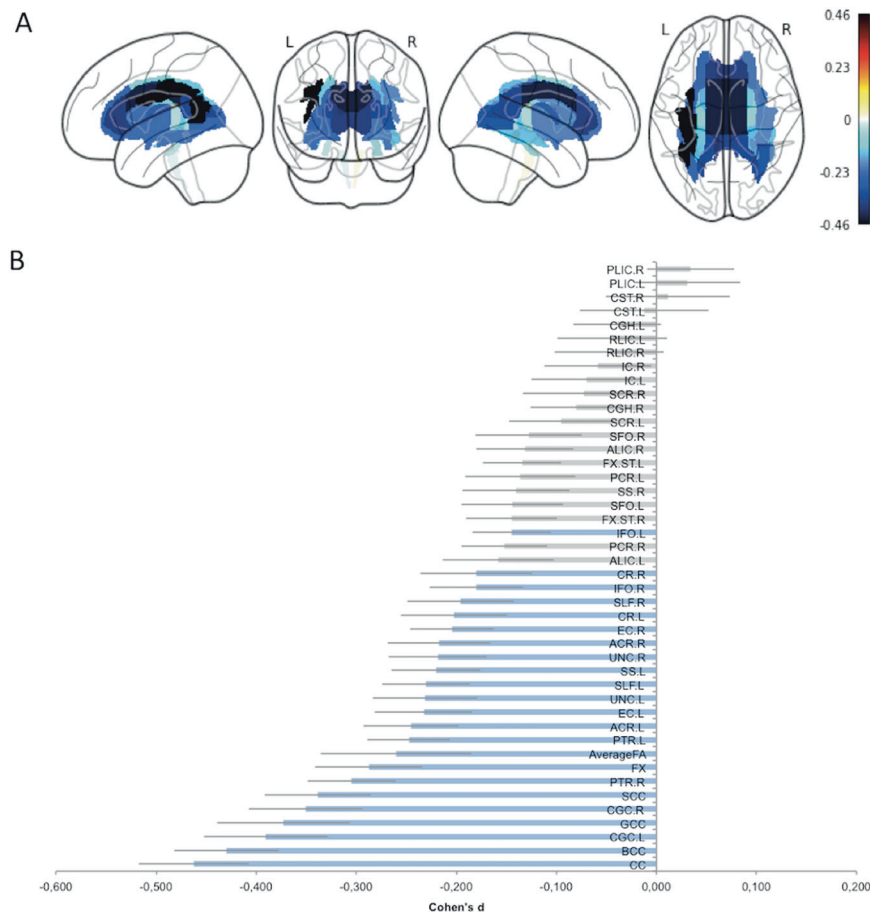 A
L
R
L
R
0.46
0.23
0
-0.23
-0.46
B
PLIC.R
PLIC.L
CST.R
CST.L
CGH.L
RLIC.L
RLIC.R
IC.R
IC.L
SCR.R
CGH.R
SCR.L
SFO.R
ALIC.R
FX.ST.L
PCR.L
SS.R
SFO.L
FX.ST.R
IFO.L
PCR.R
ALIC.L
CR.R
IFO.R
SLF.R
CR.L
EC.R
ACR.R
UNC.R
SS.L
SLF.L
UNC.L
EC.L
ACR.L
PTR.L
AverageFA
FX
PTR.R
SCC
CGC.R
GCC
CGC.L
BCC
CC
-0,600 -0,500 -0,400 -0,300 -0,200 -0,100 0,000 0,100 0,200
Cohen's d